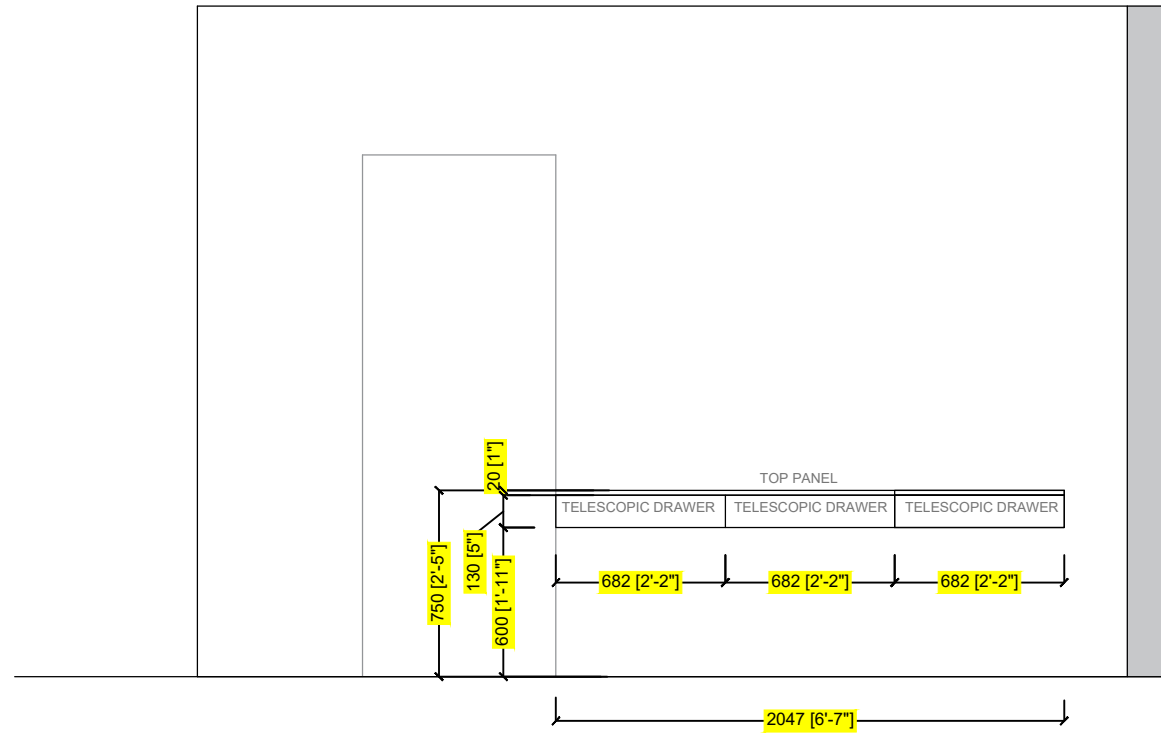 20 [1"]
TOP PANEL
TELESCOPIC DRAWER
TELESCOPIC DRAWER
TELESCOPIC DRAWER
750 [2'-5"]
130 [5"]
600 [1'-11"]
682 [2'-2"]
682 [2'-2"]
682 [2'-2"]
2047 [6'-7"]